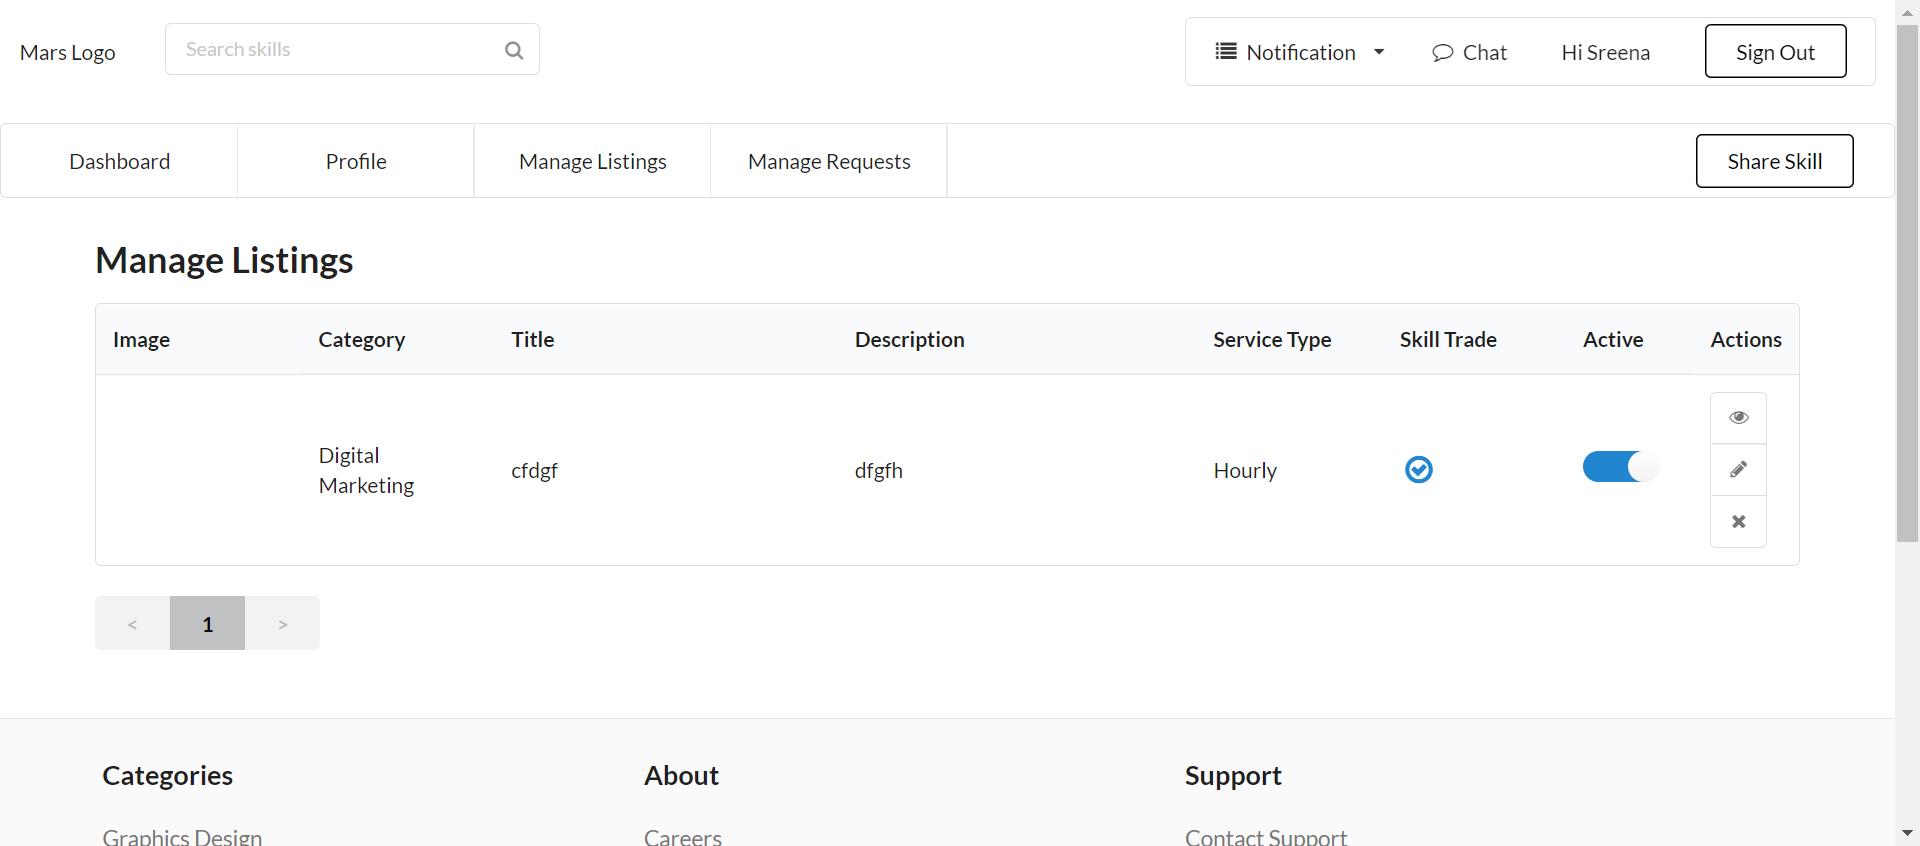 Mars Logo
Search skills
Notification
Chat
Hi Sreena
Sign Out
Dashboard
Profile
Manage Listings
Manage Requests
Share Skill
Manage Listings
Image Category Title Description Service Type Skill Trade Active Actions
Digital
Marketing
cfdgf
dfgfh
Hourly
< 1 >
Categories About Support
Graphics Design Careers Contact Support